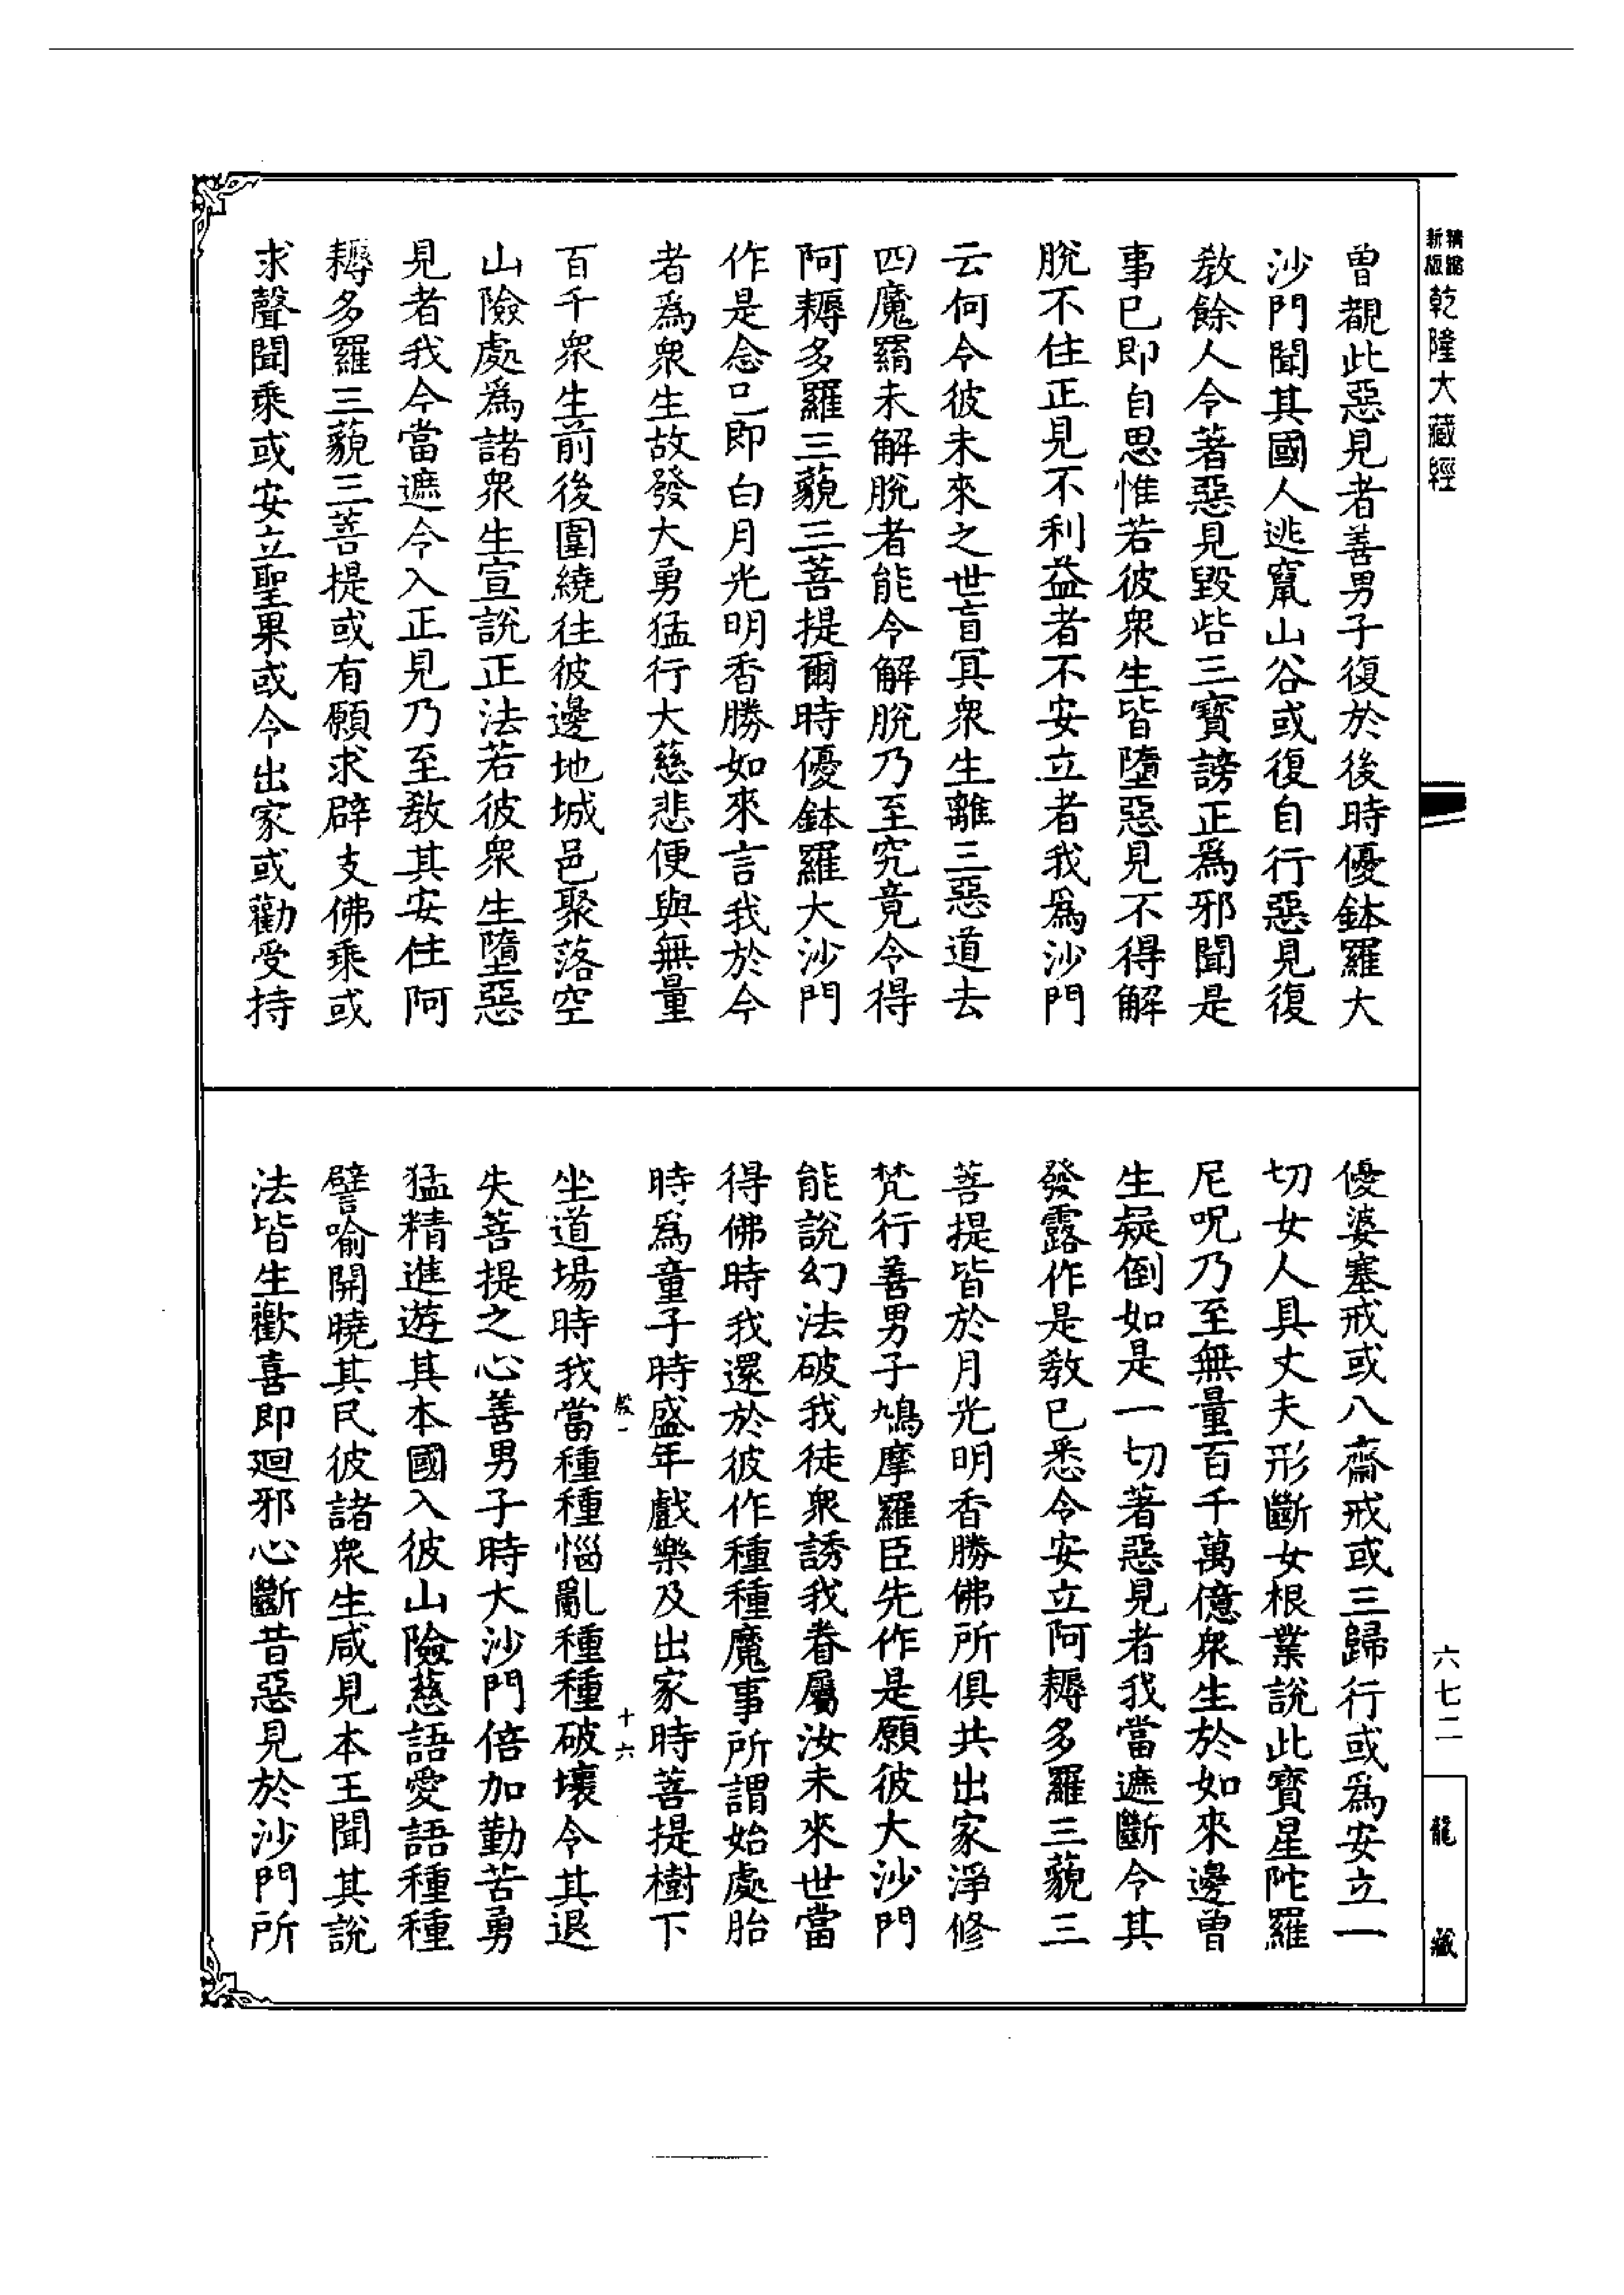 精縮新版乾隆大藏經
曾覩此惡見者善男子復於後時優鉢羅大
沙門聞其國人逃竄山谷或復自行惡見復
敎餘人令著惡見毀呰三寳謗正爲邪聞是
事已即自思惟若彼衆生皆墮惡見不得解
脫不住正見不利益者不安立者我爲沙門
云何令彼未來之世盲冥衆生離三惡道去
四魔羂未解脫者能令解脫乃至究竟令得
阿耨多羅三藐三菩提爾時優鉢羅大沙門
作是念已即白月光明香勝如來言我於今
者爲衆生故發大勇猛行大慈悲便與無量
百千衆生前後圍繞往彼邊地城邑聚落空
山險處爲諸衆生宣說正法若彼衆生墮惡
見者我今當遮令入正見乃至敎其安住阿
耨多羅三藐三菩提或有願求辟支佛乘或
求聲聞乘或安立聖果或令出家或勸受持
優婆塞戒或八齋戒或三歸行或爲安立一
切女人具丈夫形斷女根業說此寳星陀羅
尼呪乃至無量百千萬億衆生於如來邊曾
生疑倒如是一切著惡見者我當遮斷令其
發露作是敎已悉令安立阿耨多羅三藐三
菩提皆於月光明香勝佛所俱共出家淨修
梵行善男子鳩摩羅臣先作是願彼大沙門
能說幻法破我徒衆誘我眷屬汝未來世當
得佛時我還於彼作種種魔事所謂始處胎
時爲童子時盛年戲樂及出家時菩提樹下
殷一 十六
坐道場時我當種種惱亂種種破壞令其退
失菩提之心善男子時大沙門倍加勤苦勇
猛精進遊其本國入彼山險慈語愛語種種
譬喻開曉其民彼諸衆生咸見本王聞其說
法皆生歡喜即廻邪心斷昔惡見於沙門所
六七二
龍藏